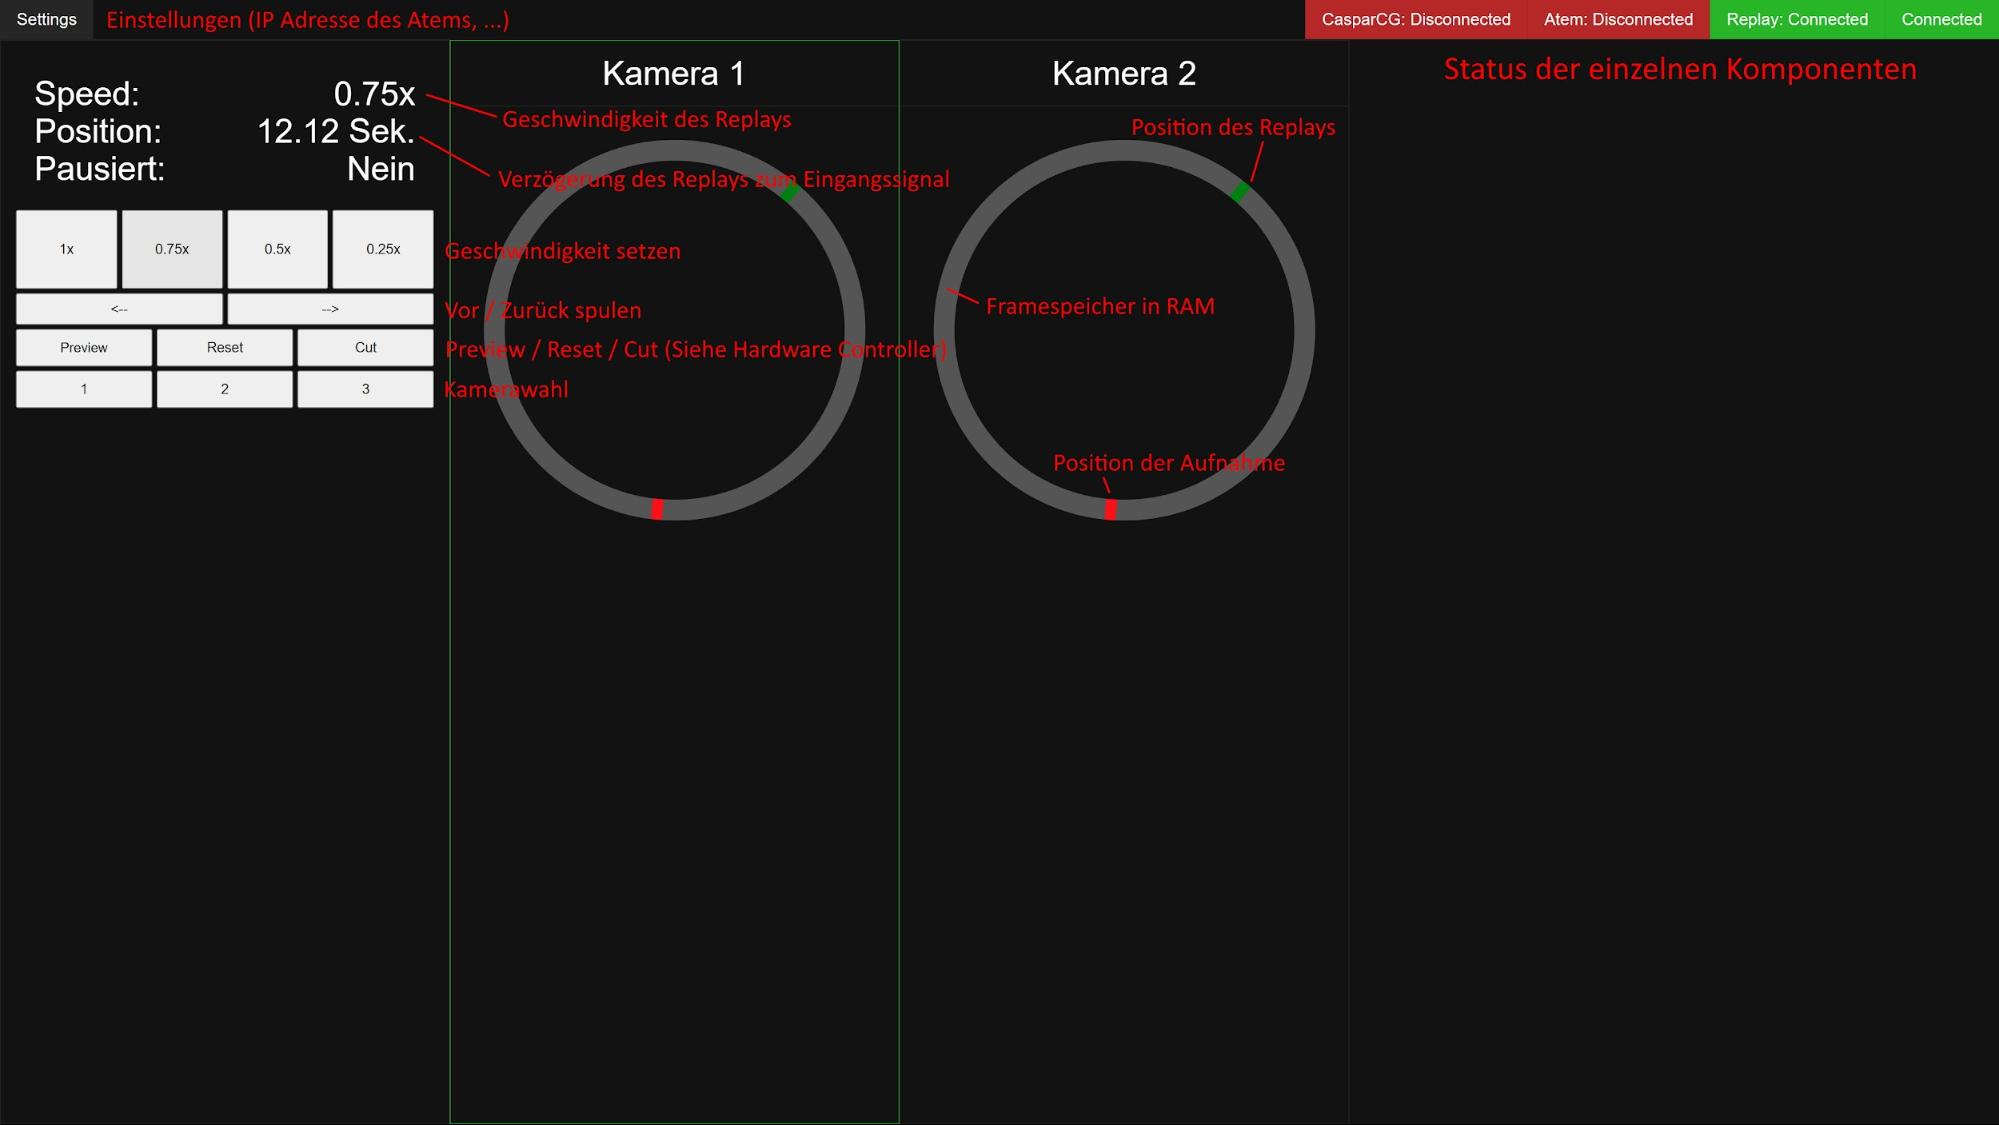 Settings
Einstellungen (IP Adresse des Atems, ...)
CasparCG: Disconnected
Atem: Disconnected
Replay: Connected
Connected
Speed: 0.75x
Position: 12.12 Sek.
Pausiert: Nein
Geschwindigkeit des Replays
Verzögerung des Replays zum Eingangssignal
1x
0.75x
0.5x
0.25x
Geschwindigkeit setzen
<--
-->
Vor / Zurück spulen
Preview
Reset
Cut
Preview / Reset / Cut (Siehe Hardware Controller)
1
2
3
Kamerawahl
Kamera 1
Kamera 2
Position des Replays
Framespeicher in RAM
Position der Aufnahme
Status der einzelnen Komponenten